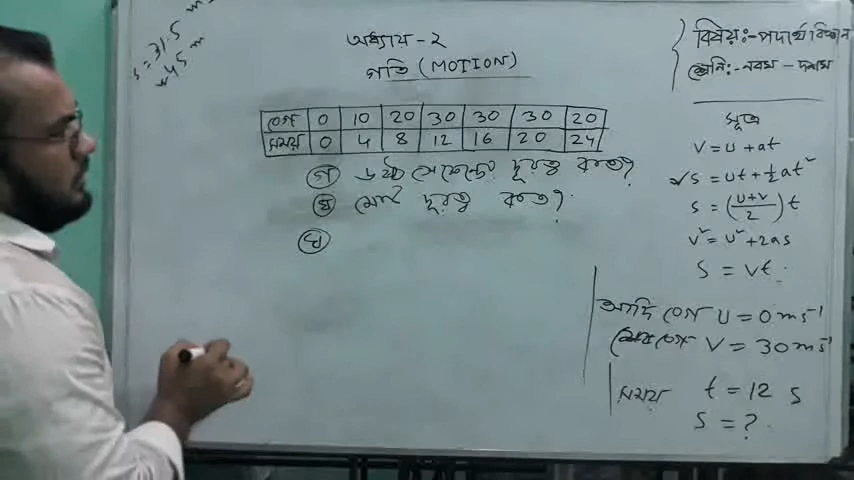 s = 31.5 m
= 45 m
অধ্যায় - ২
গতি (MOTION)
বেগ 0 10 20 30 30 30 20
সময় 0 4 8 12 16 20 24
গ ৬ষ্ঠ সেকেন্ডে দূরত্ব কত?
ঘ মোট দূরত্ব কত?
ঘ
বিষয়:- পদার্থ বিজ্ঞান
শ্রেণি:- নবম - দশম
সূত্র
V = U + at
S = Ut + ½at²
S = (U+V/2) t
V² = U² + 2as
S = Vt.
আদি বেগ U = 0 ms⁻¹
শেষ বেগ V = 30 ms⁻¹
সময় t = 12 s
S = ?